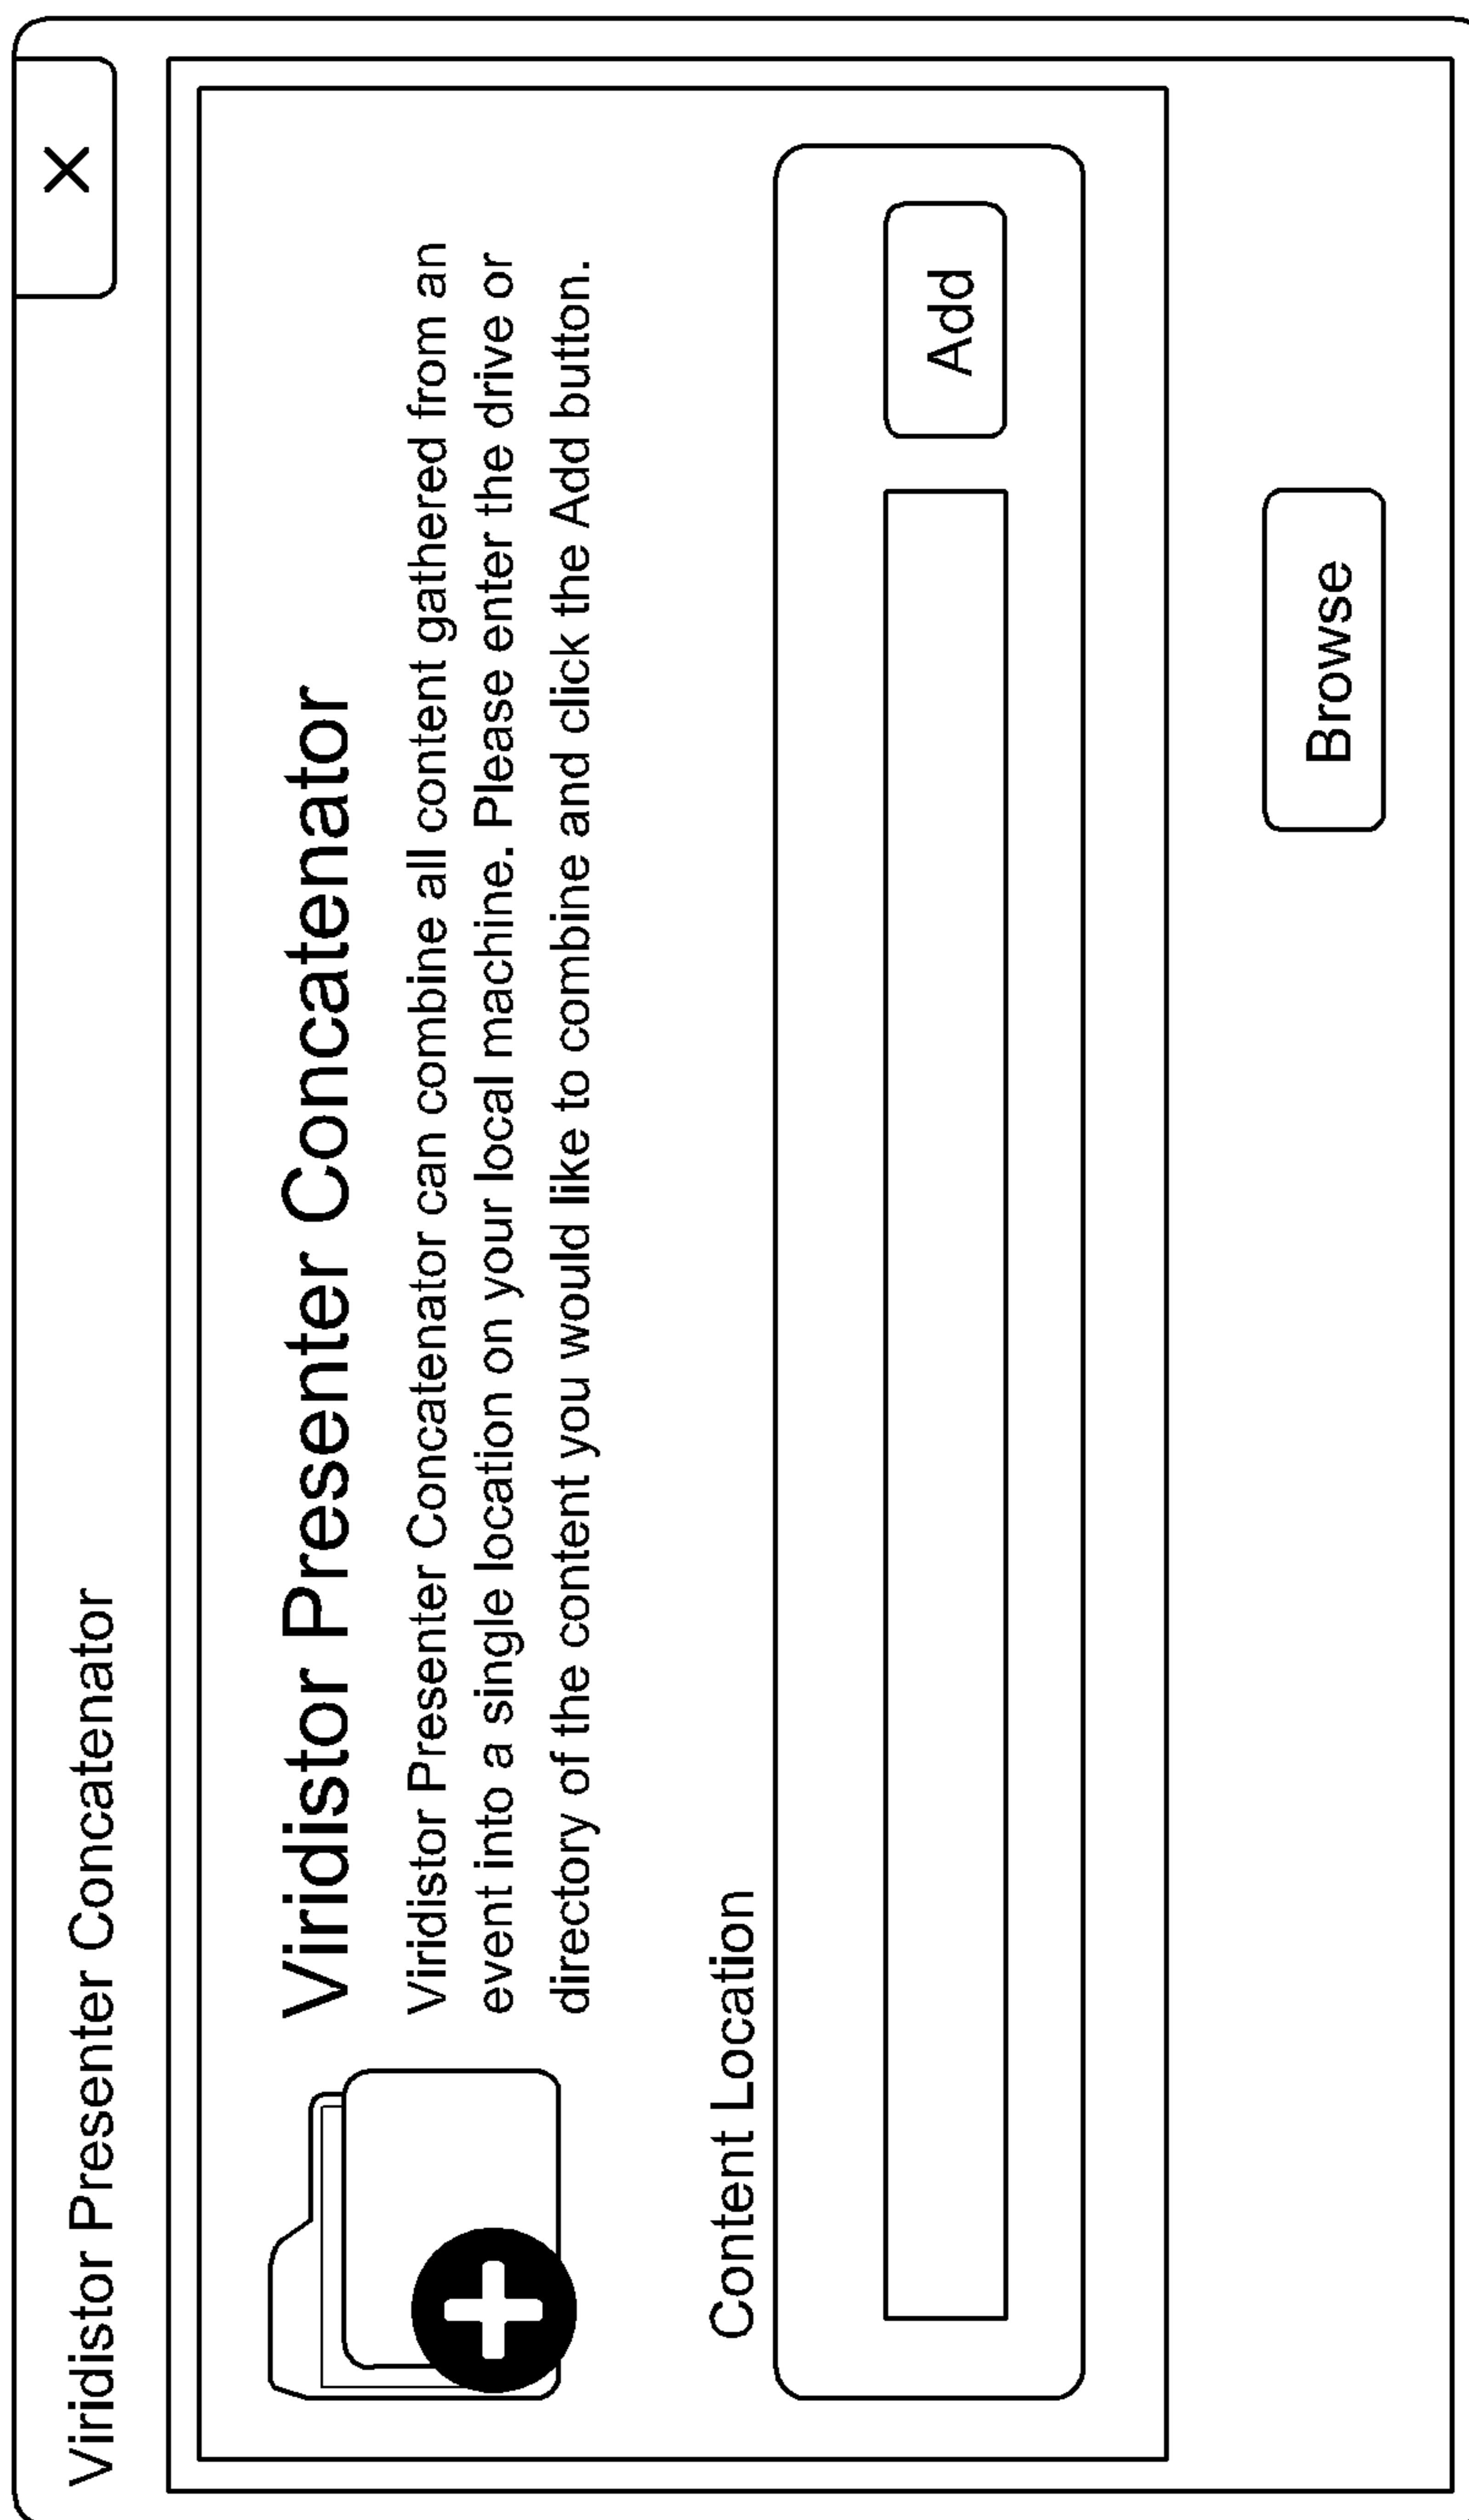 Viridistor Presenter Concatenator
×
Viridistor Presenter Concatenator
Viridistor Presenter Concatenator can combine all content gathered from an
event into a single location on your local machine. Please enter the drive or
directory of the content you would like to combine and click the Add button.
Content Location
Add
Browse